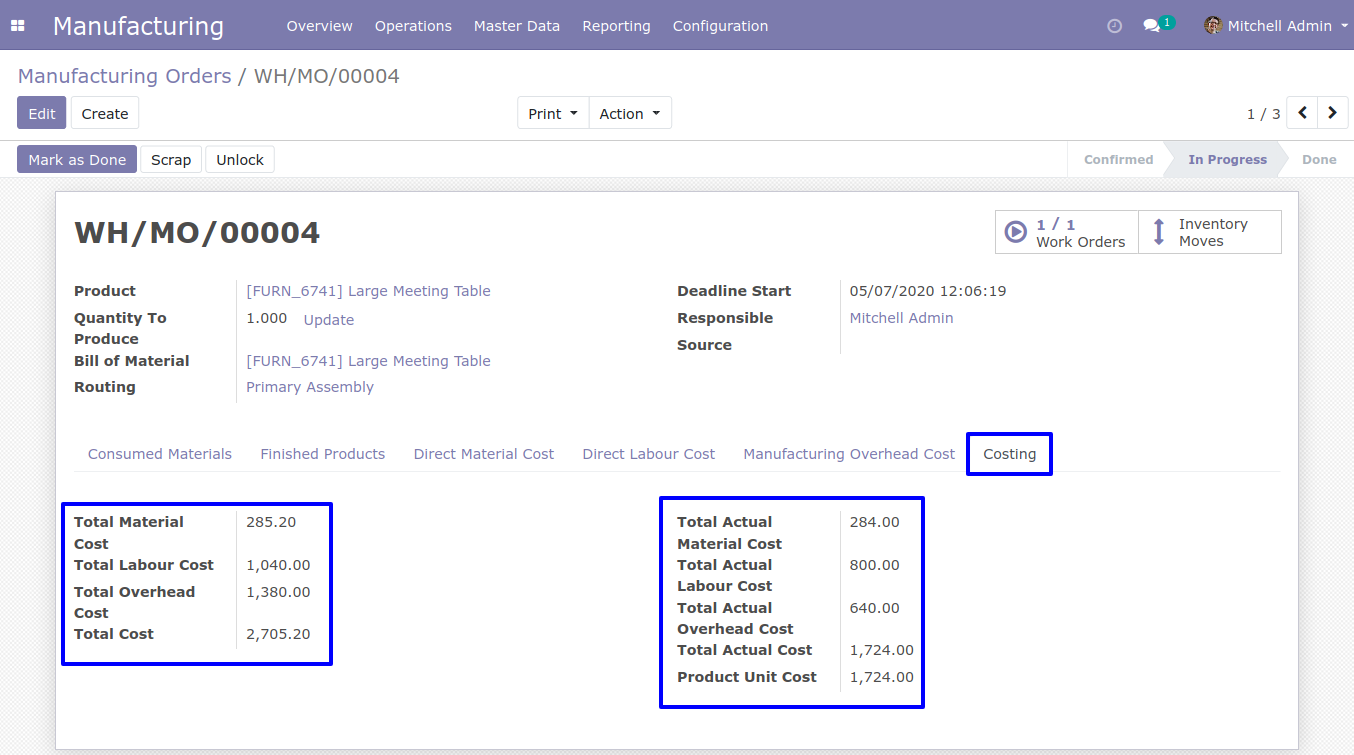 Manufacturing Overview Operations Master Data Reporting Configuration 1 Mitchell Admin
Manufacturing Orders / WH/MO/00004
Edit Create Print Action 1 / 3
Mark as Done Scrap Unlock Confirmed In Progress Done
WH/MO/00004
1 / 1
Work Orders
Inventory
Moves
Product [FURN_6741] Large Meeting Table
Quantity To
Produce
1.000 Update
Bill of Material [FURN_6741] Large Meeting Table
Routing Primary Assembly
Deadline Start 05/07/2020 12:06:19
Responsible Mitchell Admin
Source
Consumed Materials Finished Products Direct Material Cost Direct Labour Cost Manufacturing Overhead Cost Costing
Total Material
Cost
285.20
Total Labour Cost 1,040.00
Total Overhead
Cost
1,380.00
Total Cost 2,705.20
Total Actual
Material Cost
284.00
Total Actual
Labour Cost
800.00
Total Actual
Overhead Cost
640.00
Total Actual Cost 1,724.00
Product Unit Cost 1,724.00